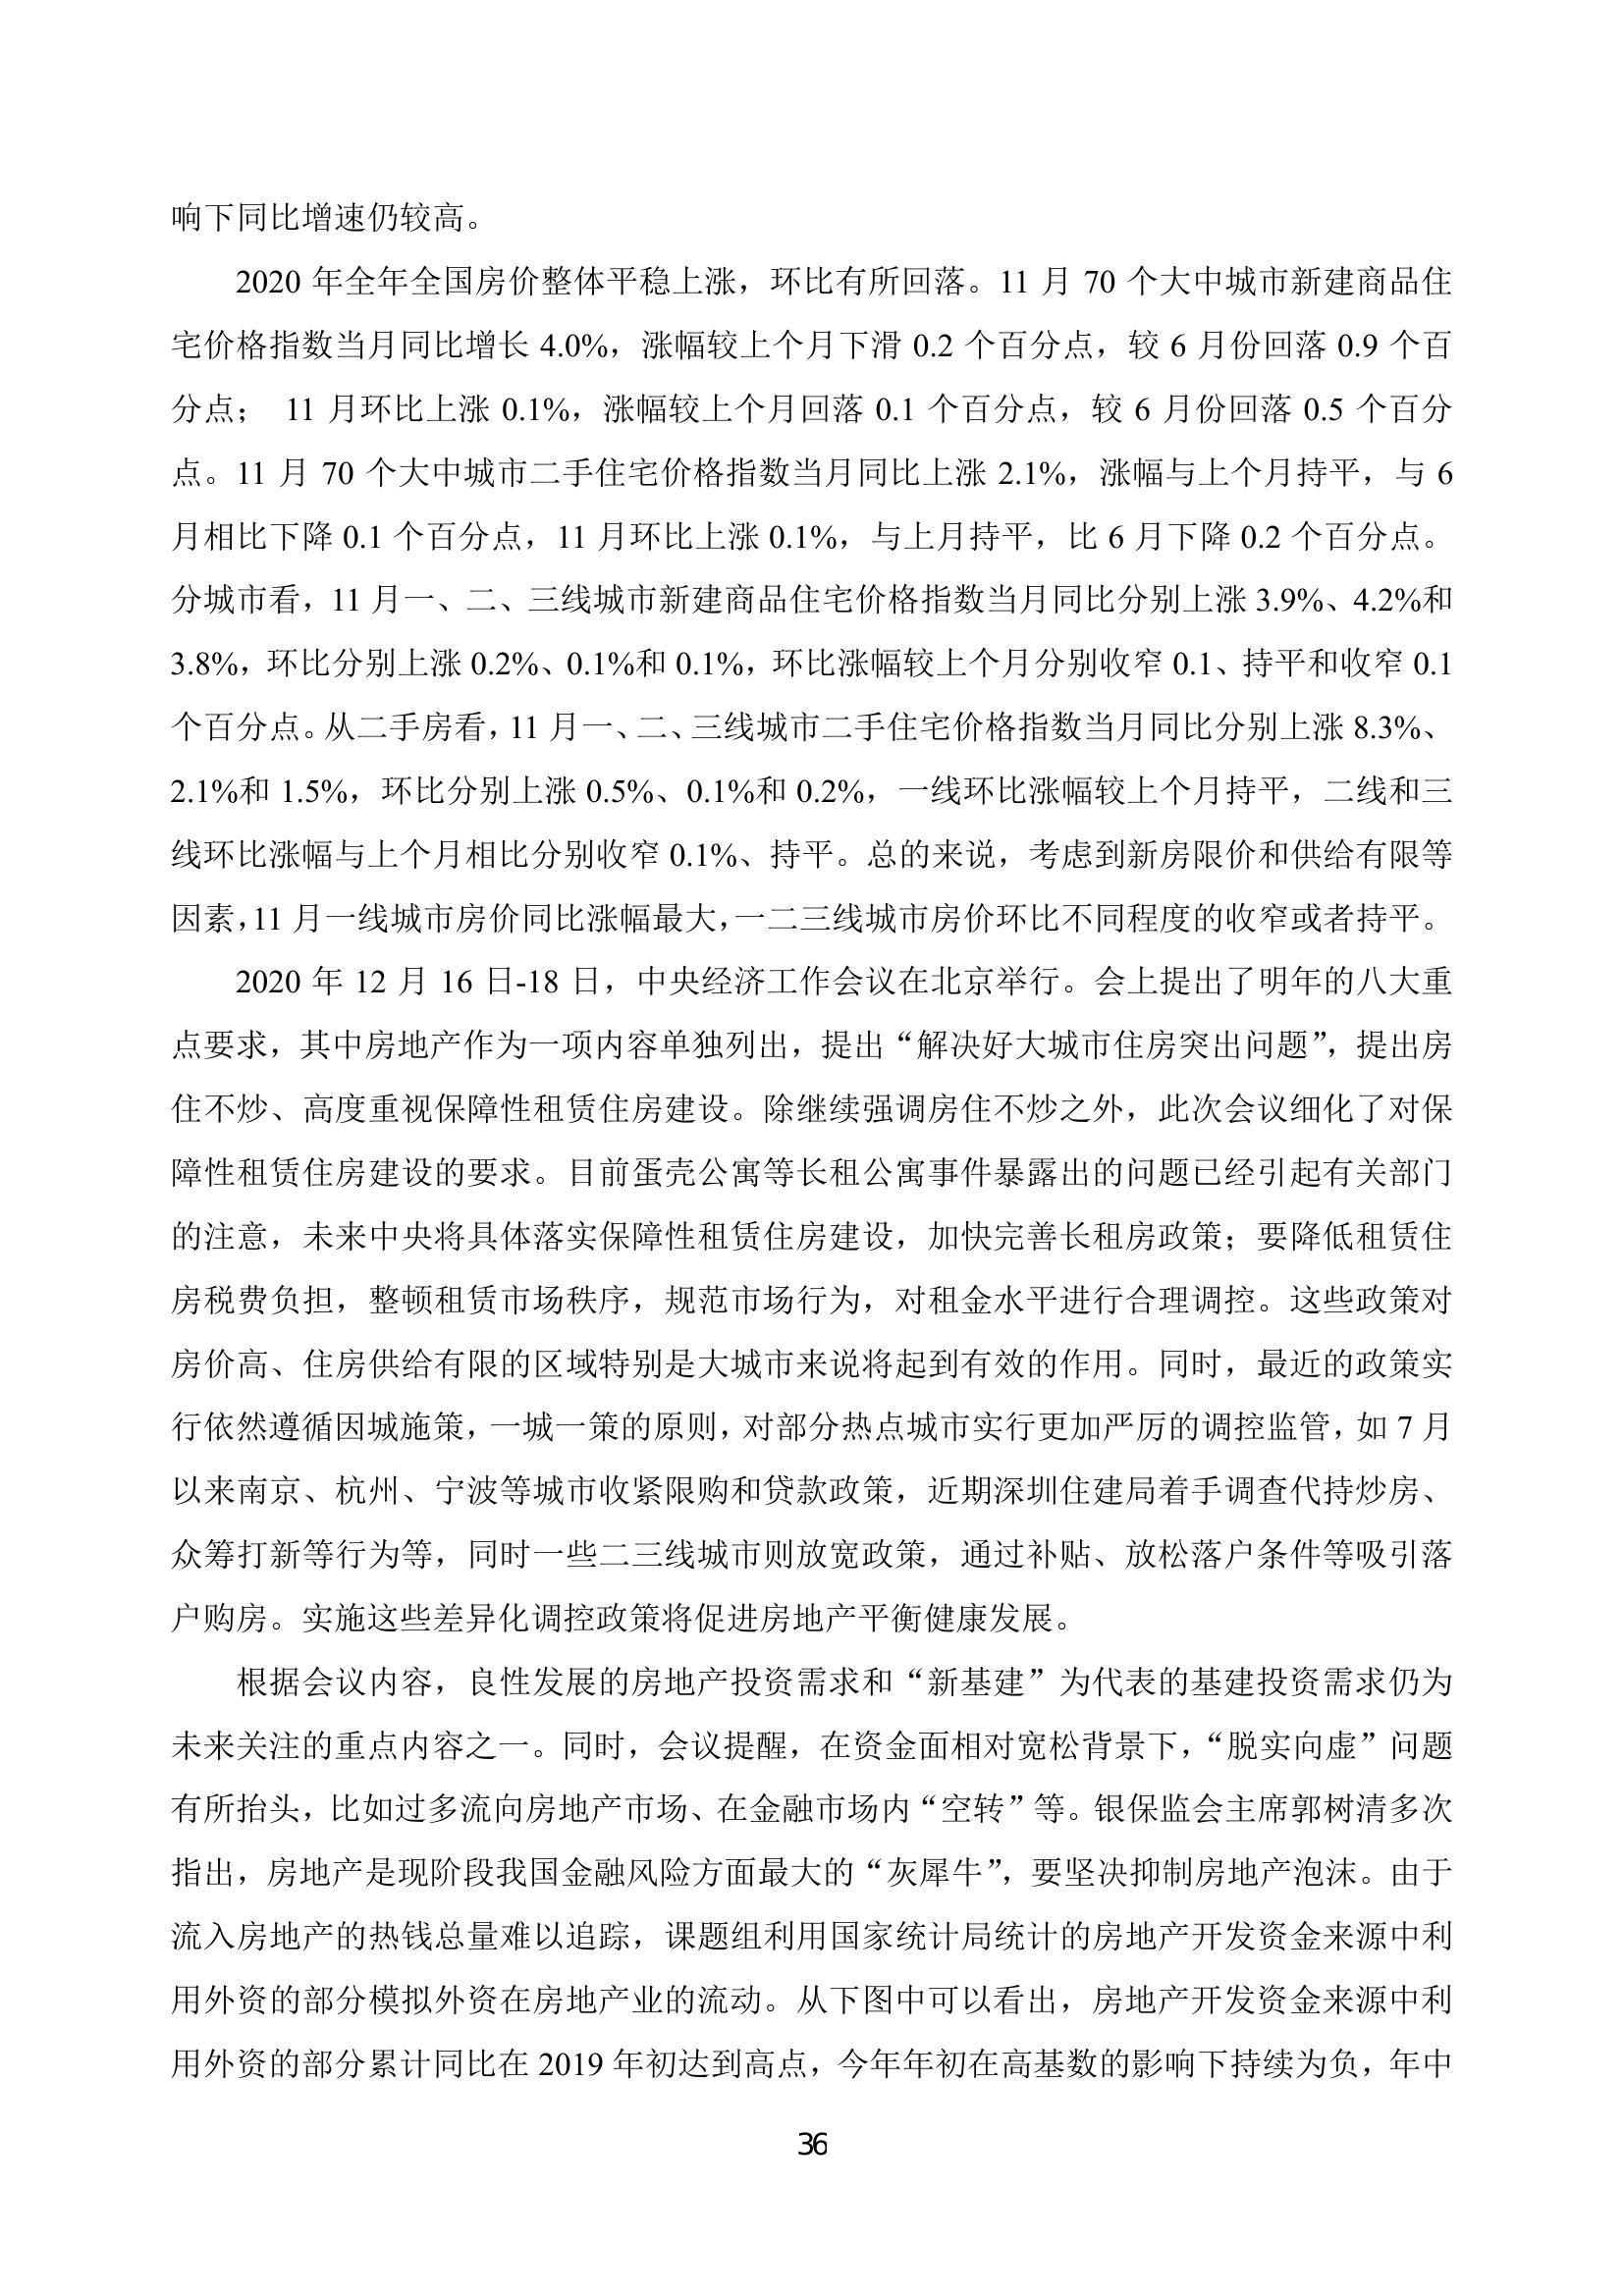 响下同比增速仍较高。
2020 年全年全国房价整体平稳上涨，环比有所回落。11 月 70 个大中城市新建商品住
宅价格指数当月同比增长 4.0%，涨幅较上个月下滑 0.2 个百分点，较 6 月份回落 0.9 个百
分点； 11 月环比上涨 0.1%，涨幅较上个月回落 0.1 个百分点，较 6 月份回落 0.5 个百分
点。11 月 70 个大中城市二手住宅价格指数当月同比上涨 2.1%，涨幅与上个月持平，与 6
月相比下降 0.1 个百分点，11 月环比上涨 0.1%，与上月持平，比 6 月下降 0.2 个百分点。
分城市看，11 月一、二、三线城市新建商品住宅价格指数当月同比分别上涨 3.9%、4.2%和
3.8%，环比分别上涨 0.2%、0.1%和 0.1%，环比涨幅较上个月分别收窄 0.1、持平和收窄 0.1
个百分点。从二手房看，11 月一、二、三线城市二手住宅价格指数当月同比分别上涨 8.3%、
2.1%和 1.5%，环比分别上涨 0.5%、0.1%和 0.2%，一线环比涨幅较上个月持平，二线和三
线环比涨幅与上个月相比分别收窄 0.1%、持平。总的来说，考虑到新房限价和供给有限等
因素，11 月一线城市房价同比涨幅最大，一二三线城市房价环比不同程度的收窄或者持平。
2020 年 12 月 16 日-18 日，中央经济工作会议在北京举行。会上提出了明年的八大重
点要求，其中房地产作为一项内容单独列出，提出“解决好大城市住房突出问题”，提出房
住不炒、高度重视保障性租赁住房建设。除继续强调房住不炒之外，此次会议细化了对保
障性租赁住房建设的要求。目前蛋壳公寓等长租公寓事件暴露出的问题已经引起有关部门
的注意，未来中央将具体落实保障性租赁住房建设，加快完善长租房政策；要降低租赁住
房税费负担，整顿租赁市场秩序，规范市场行为，对租金水平进行合理调控。这些政策对
房价高、住房供给有限的区域特别是大城市来说将起到有效的作用。同时，最近的政策实
行依然遵循因城施策，一城一策的原则，对部分热点城市实行更加严厉的调控监管，如 7 月
以来南京、杭州、宁波等城市收紧限购和贷款政策，近期深圳住建局着手调查代持炒房、
众筹打新等行为等，同时一些二三线城市则放宽政策，通过补贴、放松落户条件等吸引落
户购房。实施这些差异化调控政策将促进房地产平衡健康发展。
根据会议内容，良性发展的房地产投资需求和“新基建”为代表的基建投资需求仍为
未来关注的重点内容之一。同时，会议提醒，在资金面相对宽松背景下，“脱实向虚”问题
有所抬头，比如过多流向房地产市场、在金融市场内“空转”等。银保监会主席郭树清多次
指出，房地产是现阶段我国金融风险方面最大的“灰犀牛”，要坚决抑制房地产泡沫。由于
流入房地产的热钱总量难以追踪，课题组利用国家统计局统计的房地产开发资金来源中利
用外资的部分模拟外资在房地产业的流动。从下图中可以看出，房地产开发资金来源中利
用外资的部分累计同比在 2019 年初达到高点，今年年初在高基数的影响下持续为负，年中
36